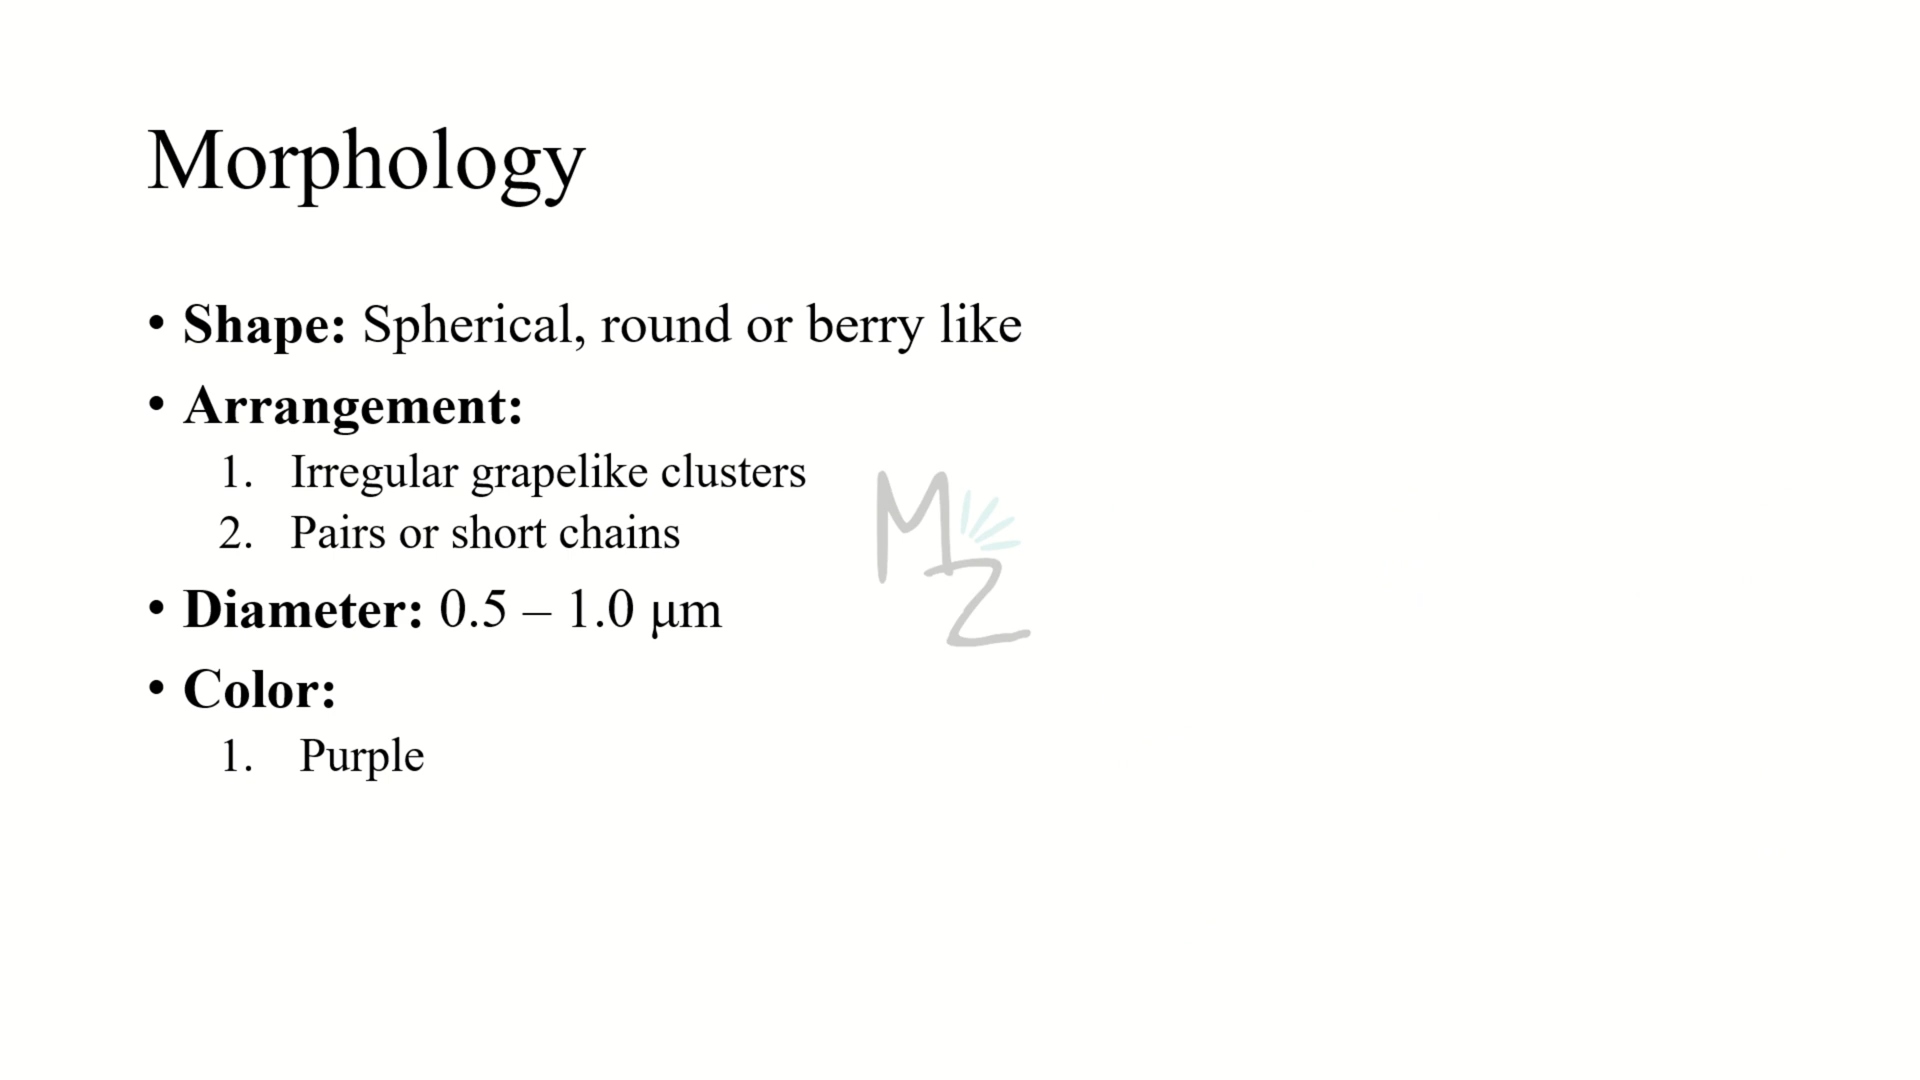 Morphology
• Shape: Spherical, round or berry like
• Arrangement:
1. Irregular grapelike clusters
2. Pairs or short chains
MZ
• Diameter: 0.5 – 1.0 μm
• Color:
1. Purple